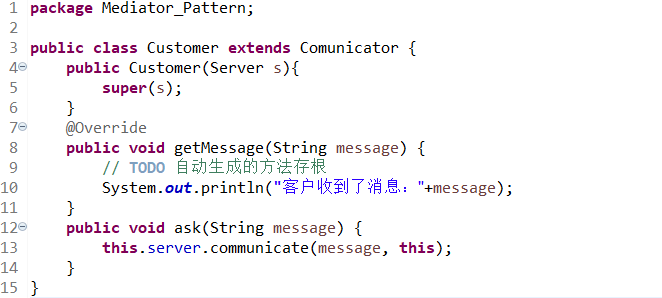 1 package Mediator_Pattern;
2
3 public class Customer extends Comunicator {
4     public Customer(Server s){
5         super(s);
6     }
7     @Override
8     public void getMessage(String message) {
9         // TODO 自动生成的方法存根
10         System.out.println("客户收到了消息："+message);
11     }
12     public void ask(String message) {
13         this.server.communicate(message, this);
14     }
15 }